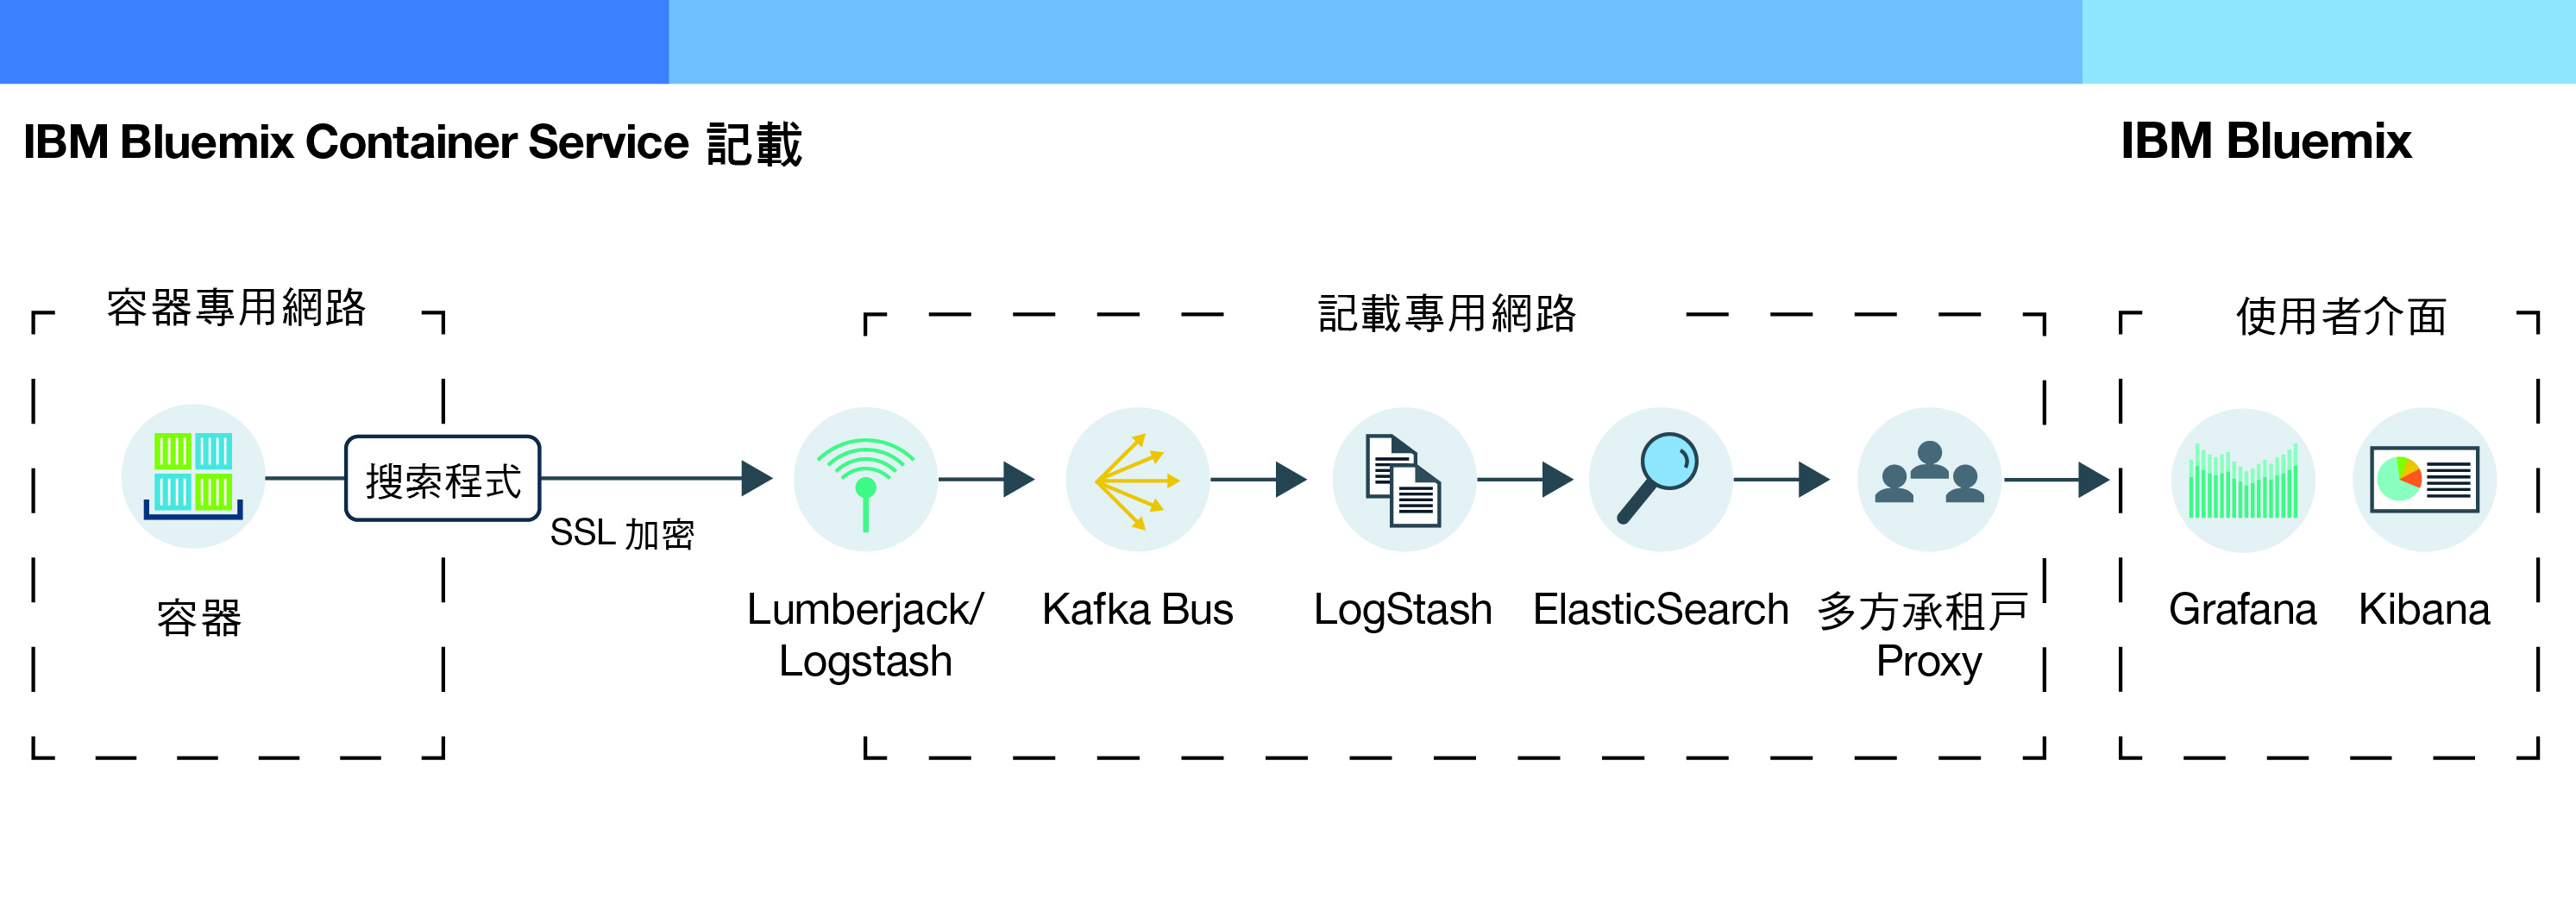 IBM Bluemix Container Service 記載
IBM Bluemix
容器專用網路
記載專用網路
使用者介面
搜索程式
SSL 加密
容器
Lumberjack/
Logstash
Kafka Bus
LogStash
ElasticSearch
多方承租戶
Proxy
Grafana
Kibana